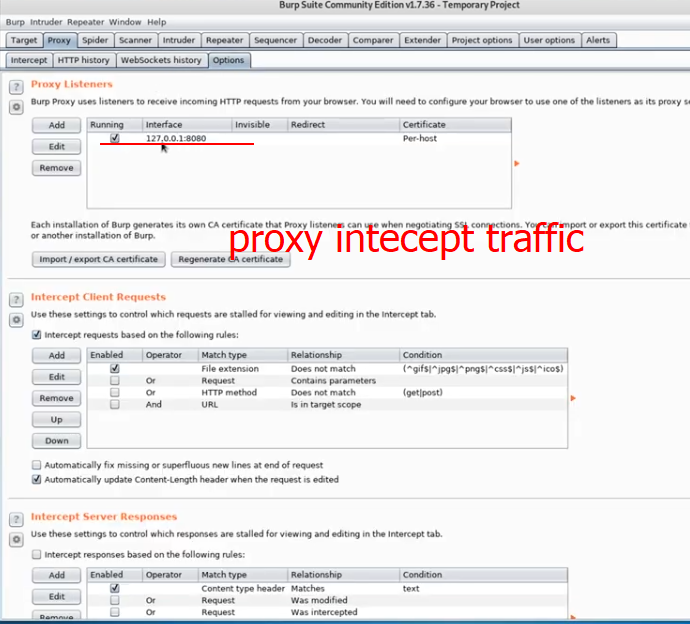 Burp Suite Community Edition v1.7.36 - Temporary Project
Burp Intruder Repeater Window Help
Target Proxy Spider Scanner Intruder Repeater Sequencer Decoder Comparer Extender Project options User options Alerts
Intercept HTTP history WebSockets history Options
? Proxy Listeners
Burp Proxy uses listeners to receive incoming HTTP requests from your browser. You will need to configure your browser to use one of the listeners as its proxy s
Add Running Interface Invisible Redirect Certificate
127.0.0.1:8080 Per-host
Edit
Remove
Each installation of Burp generates its own CA certificate that Proxy listeners can use when negotiating SSL connections. You can import or export this certificate
or another installation of Burp.
proxy intecept traffic
Import / export CA certificate Regenerate CA certificate
? Intercept Client Requests
Use these settings to control which requests are stalled for viewing and editing in the Intercept tab.
Intercept requests based on the following rules:
Add Enabled Operator Match type Relationship Condition
File extension Does not match (^gif$|^jpg$|^png$|^css$|^js$|^ico$)
Edit Or Request Contains parameters
Remove Or HTTP method Does not match (get|post)
And URL Is in target scope
Up
Down
Automatically fix missing or superfluous new lines at end of request
Automatically update Content-Length header when the request is edited
? Intercept Server Responses
Use these settings to control which responses are stalled for viewing and editing in the Intercept tab.
Intercept responses based on the following rules:
Add Enabled Operator Match type Relationship Condition
Content type header Matches text
Edit Or Request Was modified
Remove Or Request Was intercepted